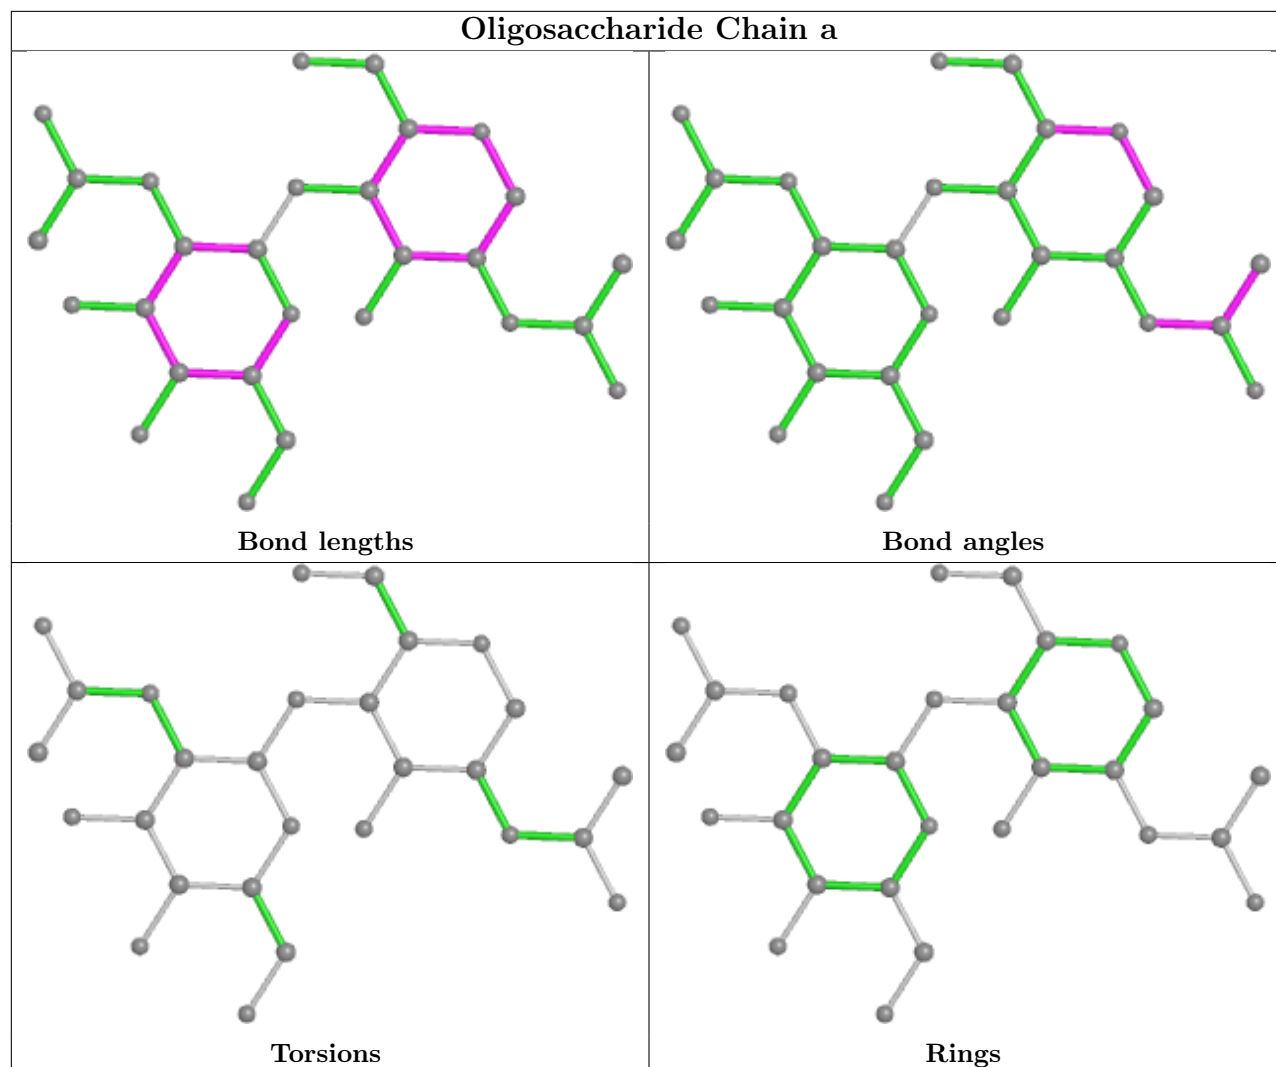 Oligosaccharide Chain a
Bond lengths
Bond angles
Torsions
Rings